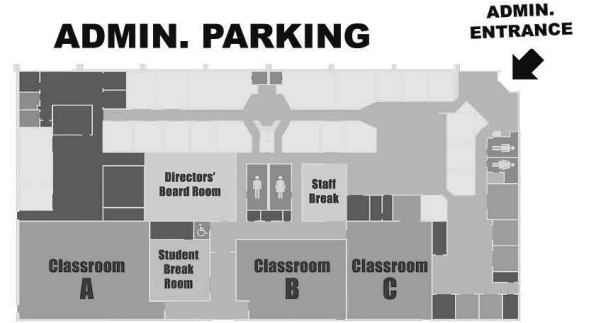 ADMIN. PARKING
ADMIN.
ENTRANCE
Directors'
Board Room
Staff
Break
Classroom
A
Student
Break
Room
Classroom
B
Classroom
C